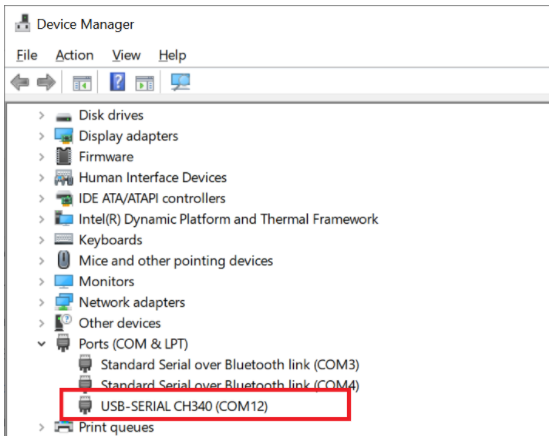 Device Manager
File Action View Help
Disk drives
Display adapters
Firmware
Human Interface Devices
IDE ATA/ATAPI controllers
Intel(R) Dynamic Platform and Thermal Framework
Keyboards
Mice and other pointing devices
Monitors
Network adapters
Other devices
Ports (COM & LPT)
Standard Serial over Bluetooth link (COM3)
Standard Serial over Bluetooth link (COM4)
USB-SERIAL CH340 (COM12)
Print queues